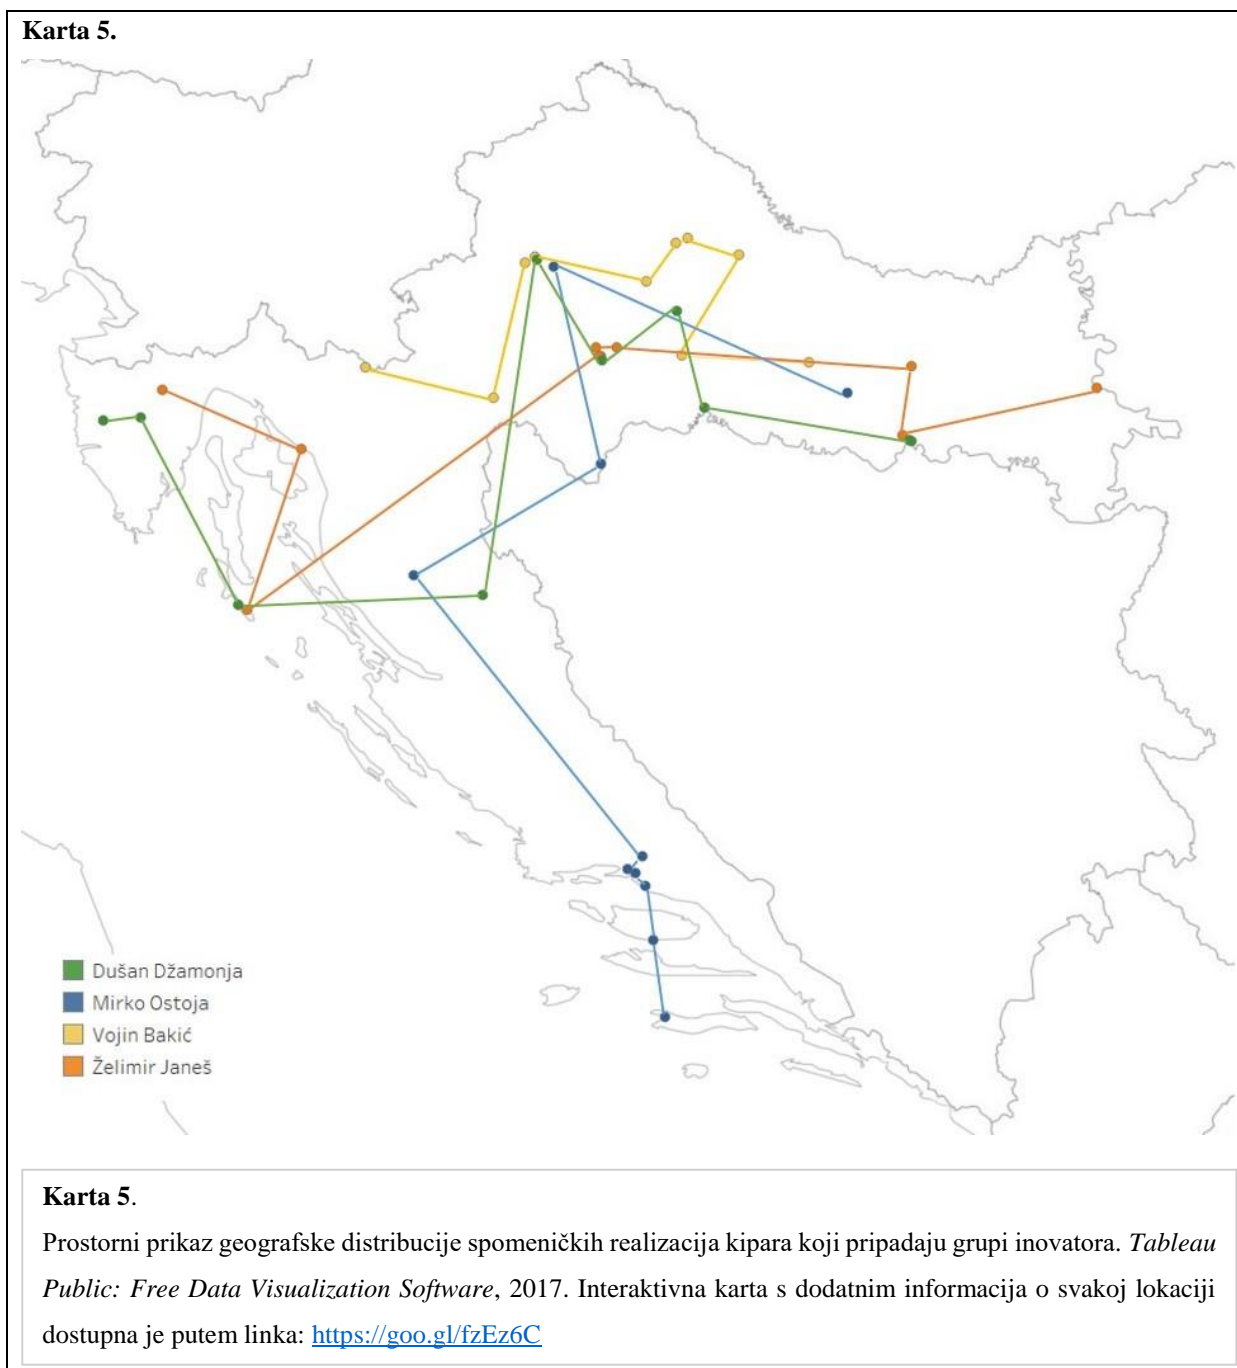 Karta 5.
Dušan Džamonja
Mirko Ostoja
Vojin Bakić
Želimir Janeš
Karta 5.
Prostorni prikaz geografske distribucije spomeničkih realizacija kipara koji pripadaju grupi inovatora. Tableau
Public: Free Data Visualization Software, 2017. Interaktivna karta s dodatnim informacija o svakoj lokaciji
dostupna je putem linka: https://goo.gl/fzEz6C